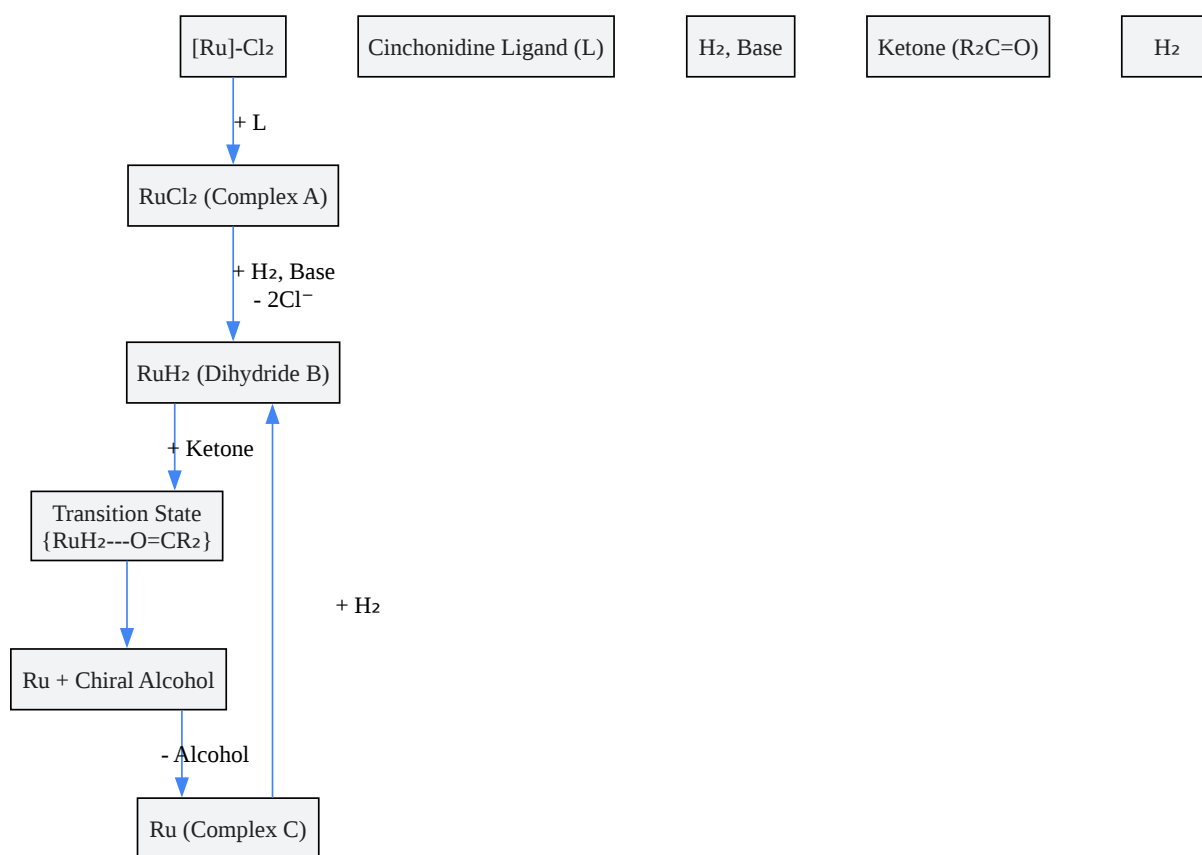 [Ru]-Cl₂
Cinchonidine Ligand (L)
H₂, Base
Ketone (R₂C=O)
H₂
+ L
RuCl₂ (Complex A)
+ H₂, Base
- 2Cl⁻
RuH₂ (Dihydride B)
+ Ketone
Transition State
{RuH₂---O=CR₂}
+ H₂
Ru + Chiral Alcohol
- Alcohol
Ru (Complex C)